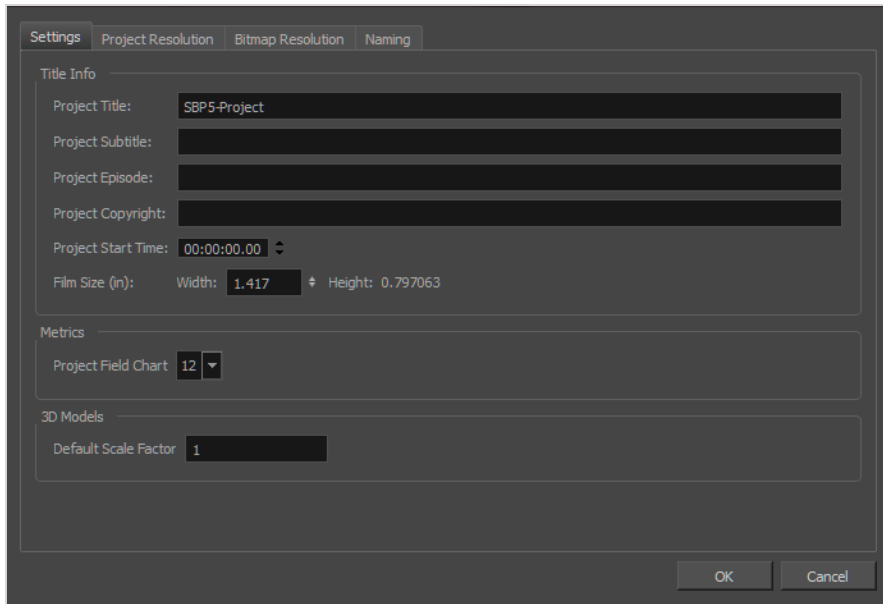 Settings Project Resolution Bitmap Resolution Naming
Title Info
Project Title: SBP5-Project
Project Subtitle:
Project Episode:
Project Copyright:
Project Start Time: 00:00:00.00
Film Size (in): Width: 1.417 Height: 0.797063
Metrics
Project Field Chart 12
3D Models
Default Scale Factor 1
OK Cancel